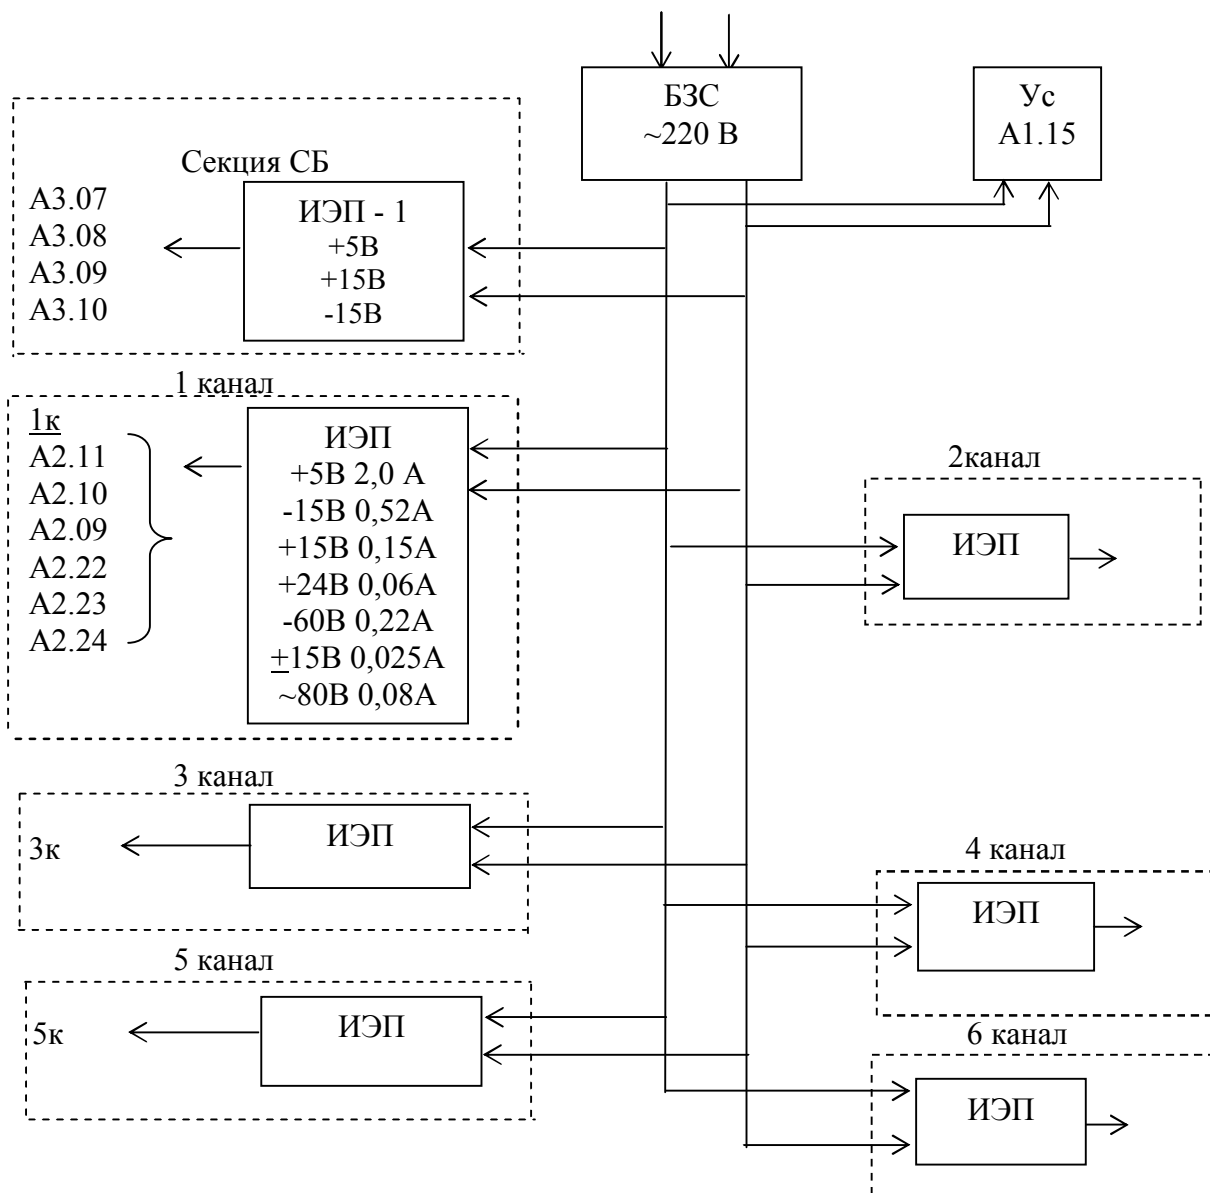 БЗС
~220 В
Ус
А1.15
Секция СБ
А3.07
А3.08
А3.09
А3.10
ИЭП - 1
+5В
+15В
-15В
1 канал
1к
А2.11
А2.10
А2.09
А2.22
А2.23
А2.24
ИЭП
+5В 2,0 А
-15В 0,52А
+15В 0,15А
+24В 0,06А
-60В 0,22А
±15В 0,025А
~80В 0,08А
2канал
ИЭП
3 канал
3к
ИЭП
4 канал
ИЭП
5 канал
5к
ИЭП
6 канал
ИЭП